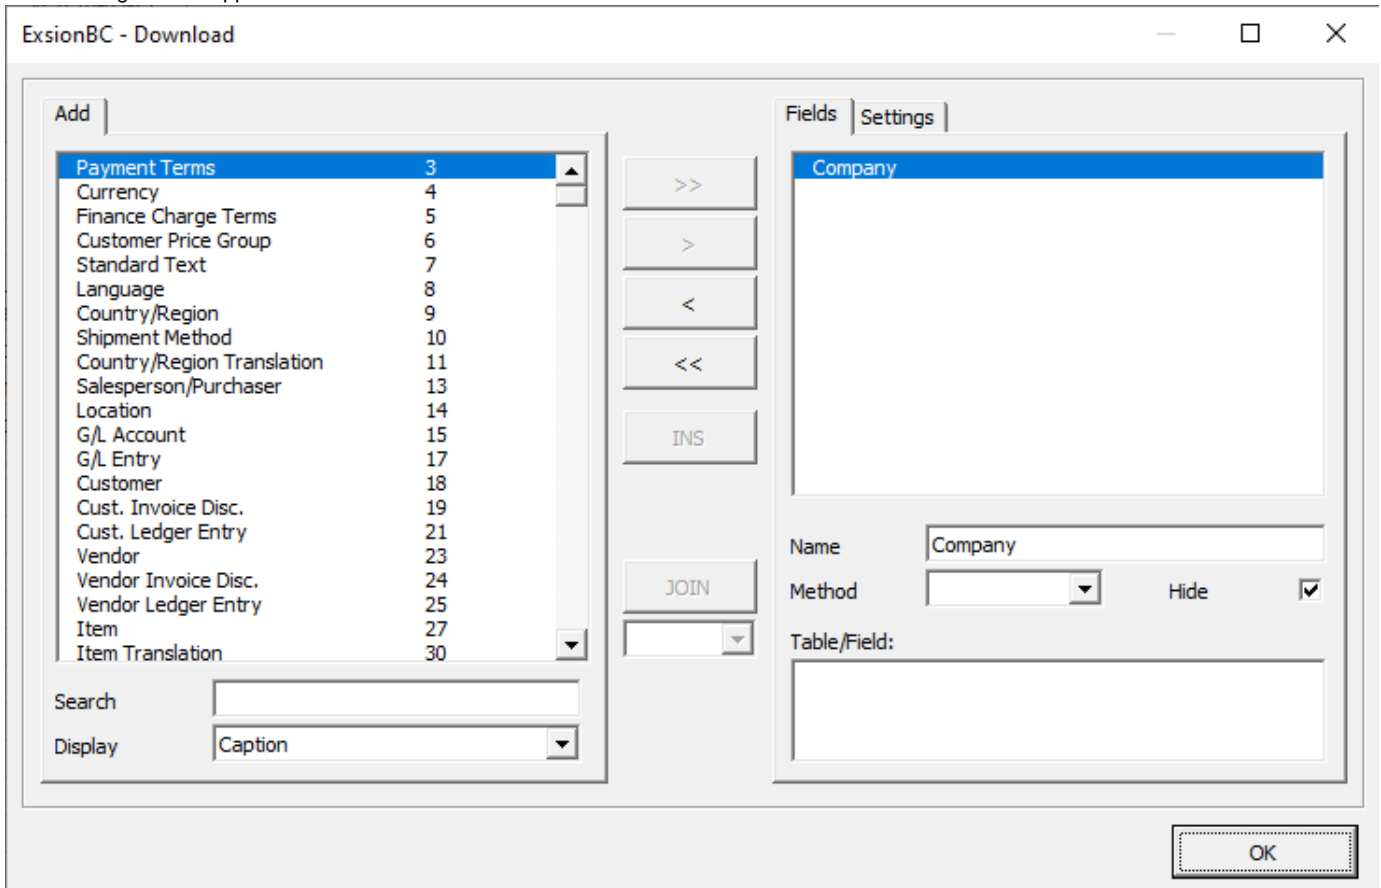 ExsionBC - Download
Add
Payment Terms 3
Currency 4
Finance Charge Terms 5
Customer Price Group 6
Standard Text 7
Language 8
Country/Region 9
Shipment Method 10
Country/Region Translation 11
Salesperson/Purchaser 13
Location 14
G/L Account 15
G/L Entry 17
Customer 18
Cust. Invoice Disc. 19
Cust. Ledger Entry 21
Vendor 23
Vendor Invoice Disc. 24
Vendor Ledger Entry 25
Item 27
Item Translation 30
Search
Display Caption
>>
>
<
<<
INS
JOIN
Fields Settings
Company
Name Company
Method Hide
Table/Field:
OK